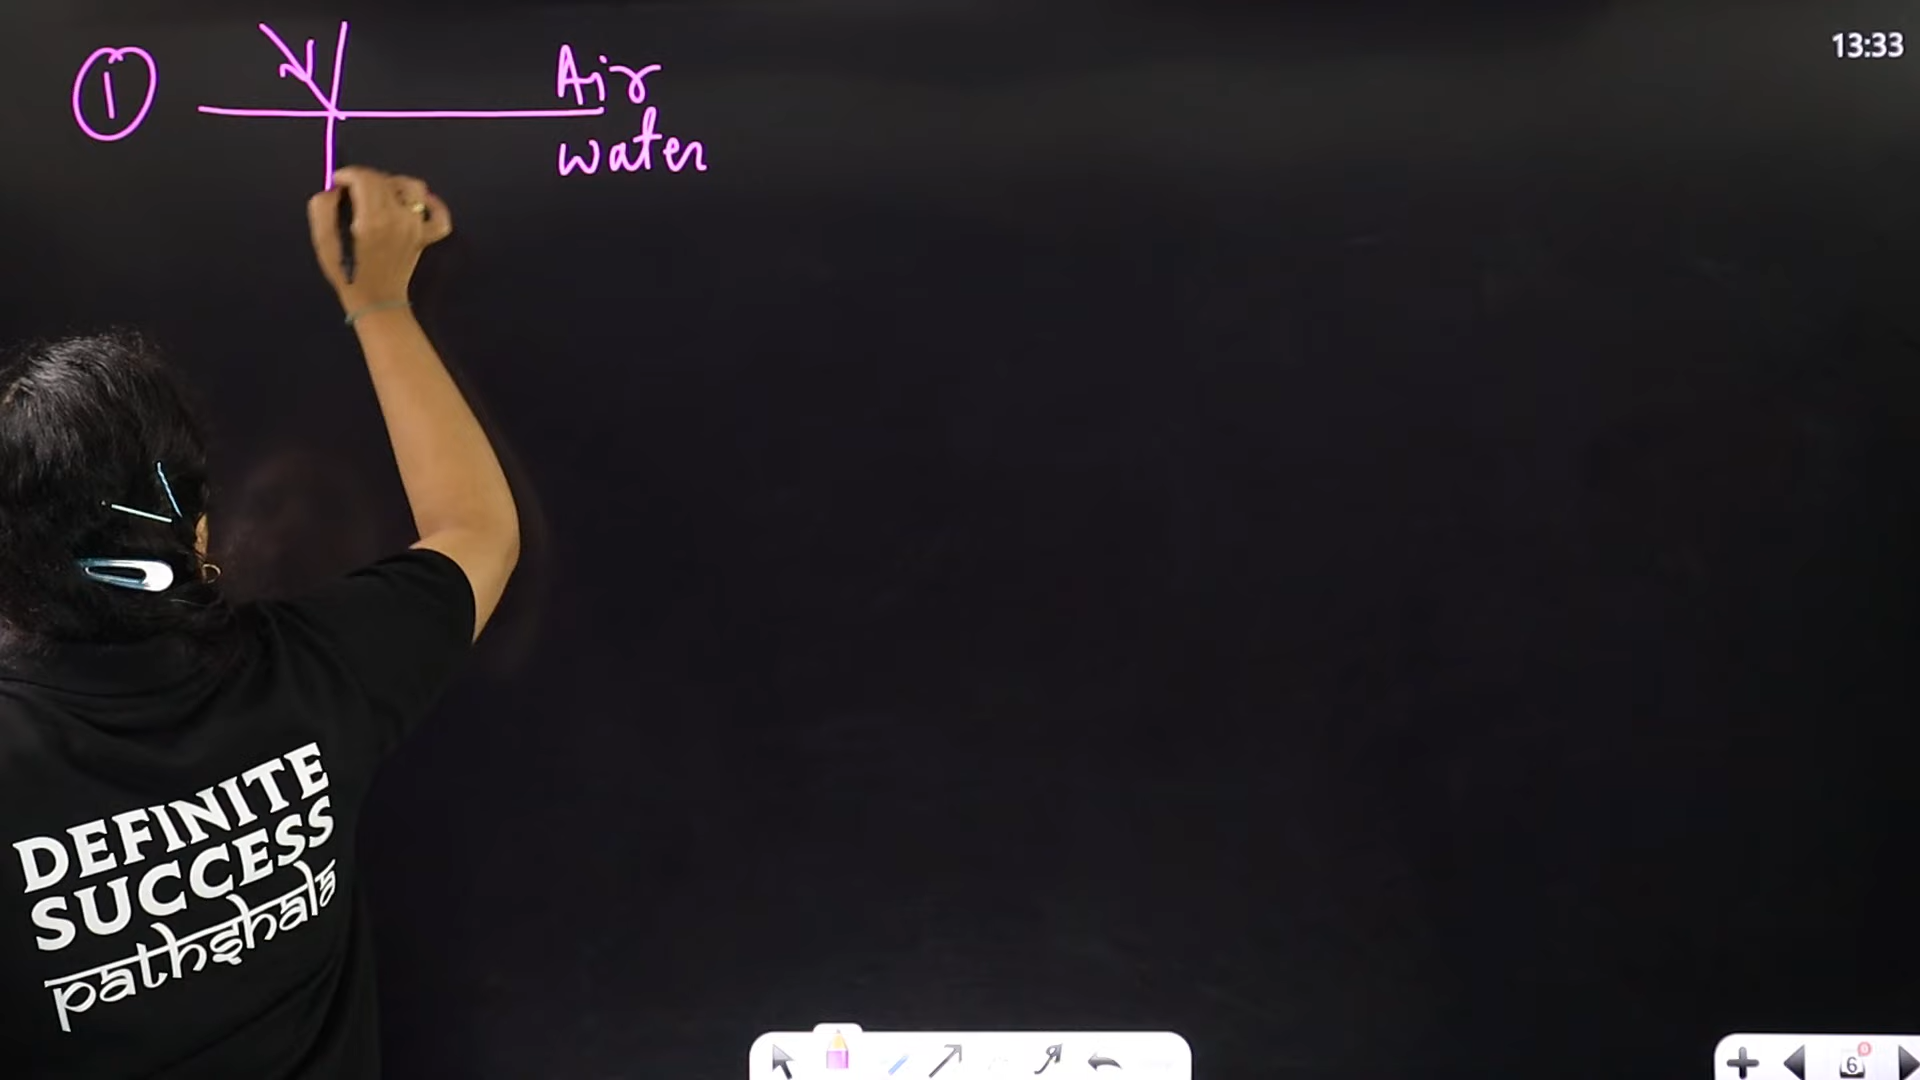 1
Air
water
13:33
DEFINITE
SUCCESS
pathshala
6